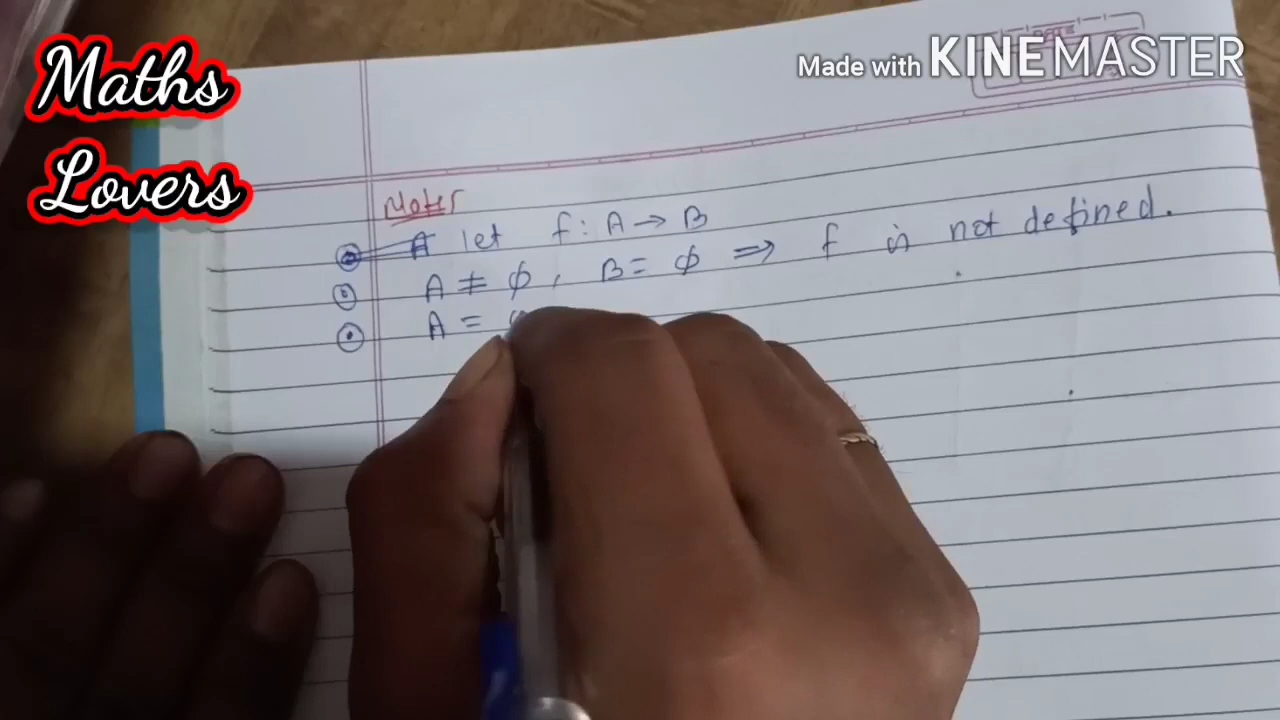 Maths
Lovers
Made with KINEMASTER
Note
let f : A → B
A ≠ ϕ, B = ϕ ⇒ f is not defined.
A =